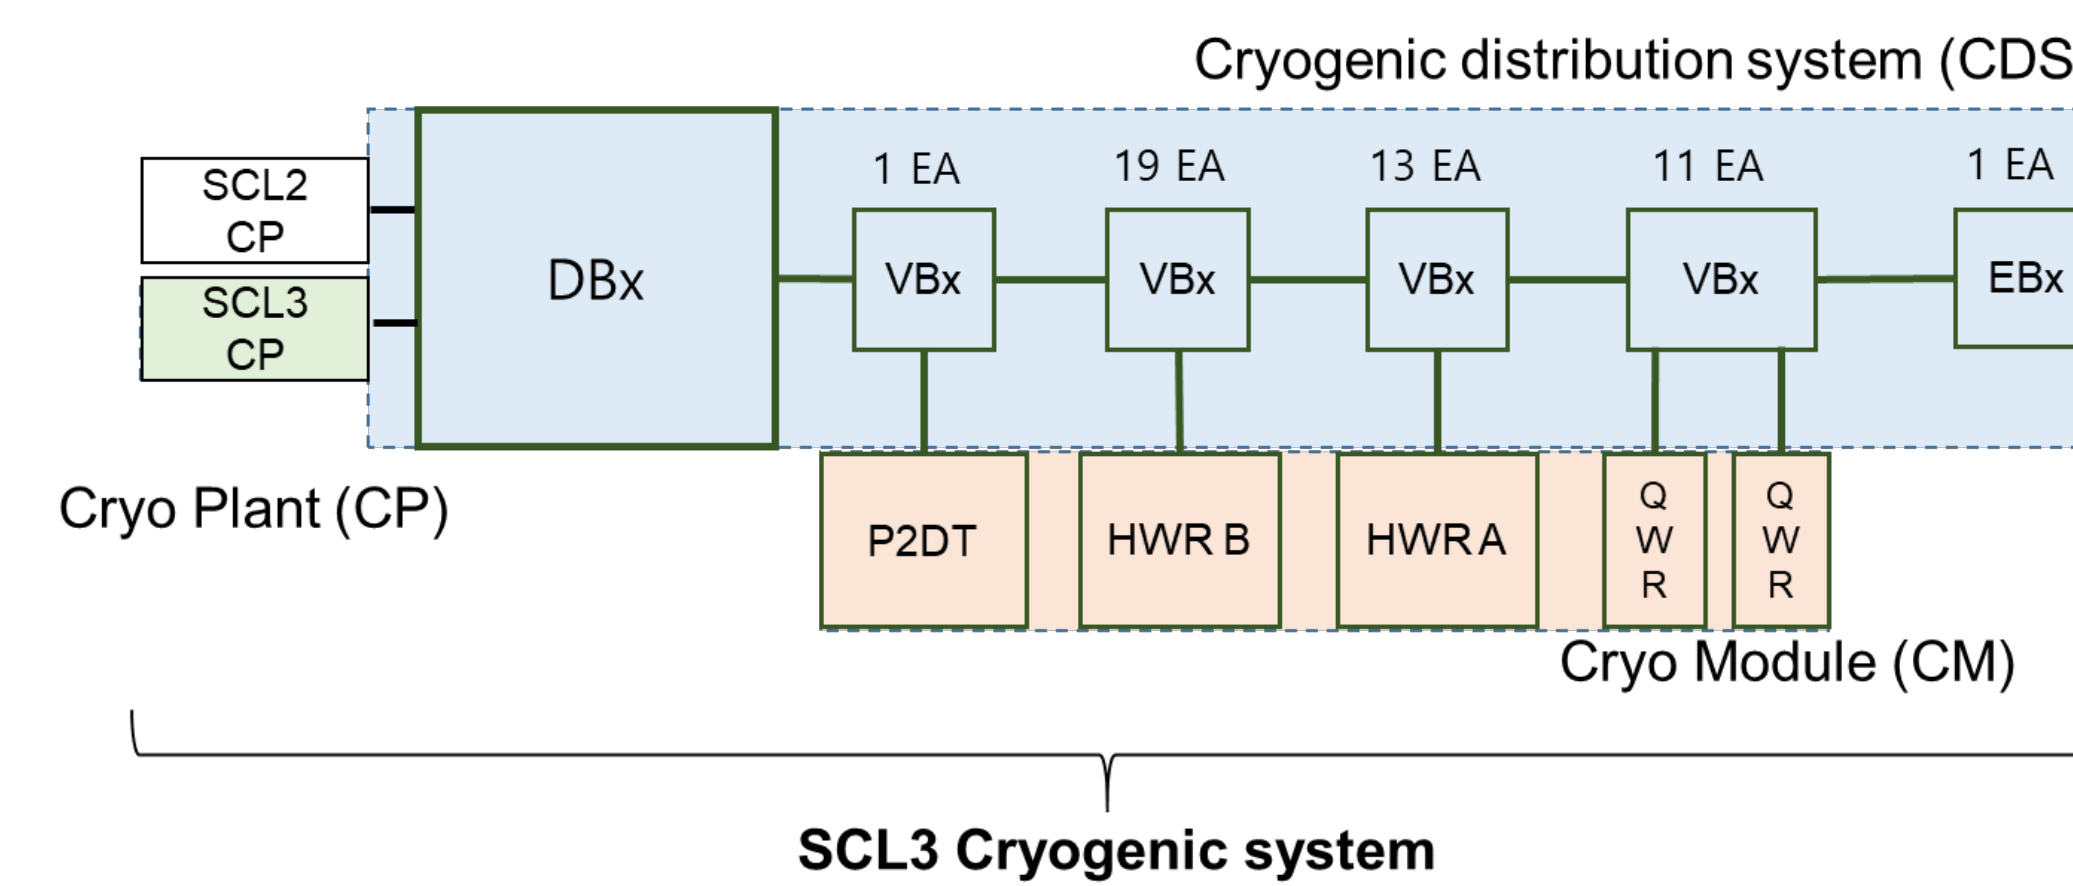 Cryogenic distribution system (CDS
1 EA
19 EA
13 EA
11 EA
1 EA
SCL2
CP
SCL3
CP
DBx
VBx
VBx
VBx
VBx
EBx
Cryo Plant (CP)
P2DT
HWR B
HWR A
Q
W
R
Q
W
R
Cryo Module (CM)
SCL3 Cryogenic system